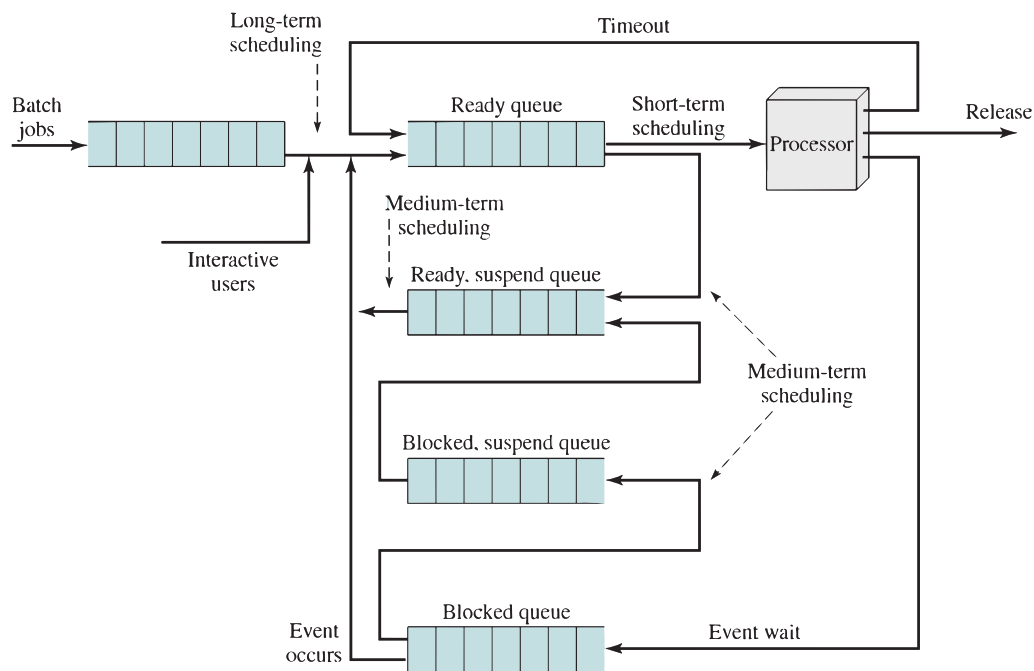 Long-term
scheduling
Timeout
Batch
jobs
Ready queue
Short-term
scheduling
Release
Processor
Medium-term
scheduling
Interactive
users
Ready, suspend queue
Medium-term
scheduling
Blocked, suspend queue
Blocked queue
Event
occurs
Event wait